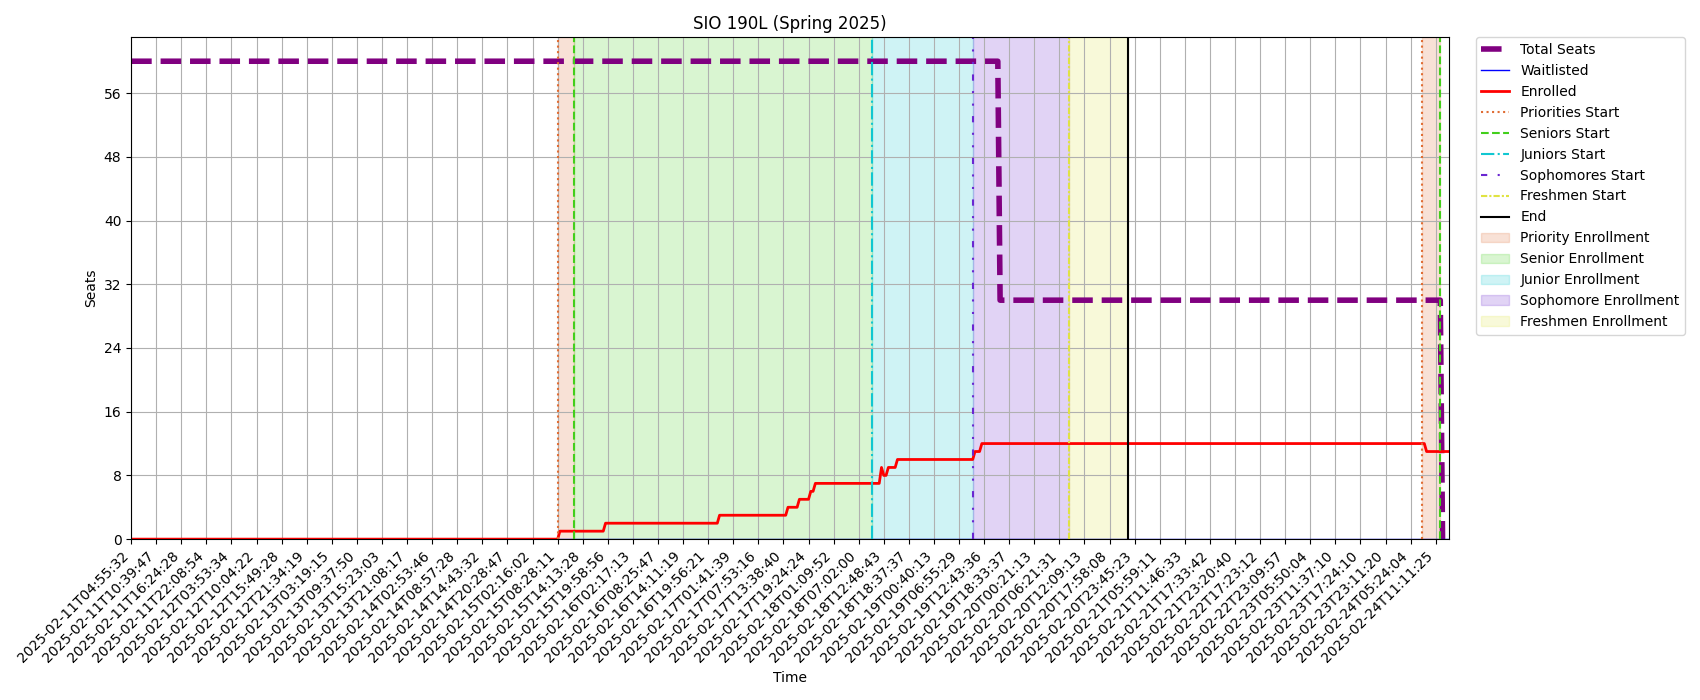 SIO 190L (Spring 2025)
Seats
56
48
40
32
24
16
8
0
2025-02-11T04:55:32
2025-02-11T10:39:47
2025-02-11T16:24:28
2025-02-11T22:08:54
2025-02-12T03:53:34
2025-02-12T10:04:22
2025-02-12T15:49:28
2025-02-12T21:34:19
2025-02-13T03:19:15
2025-02-13T09:37:50
2025-02-13T15:23:03
2025-02-13T21:08:17
2025-02-14T02:53:46
2025-02-14T08:57:28
2025-02-14T14:43:32
2025-02-14T20:28:47
2025-02-15T02:16:02
2025-02-15T08:28:11
2025-02-15T14:13:28
2025-02-15T19:58:56
2025-02-16T02:17:13
2025-02-16T08:25:47
2025-02-16T14:11:19
2025-02-16T19:56:21
2025-02-17T01:41:39
2025-02-17T07:53:16
2025-02-17T13:38:40
2025-02-17T19:24:24
2025-02-18T01:09:52
2025-02-18T07:02:00
2025-02-18T12:48:43
2025-02-18T18:37:37
2025-02-19T00:40:13
2025-02-19T06:55:29
2025-02-19T12:43:36
2025-02-19T18:33:37
2025-02-20T00:21:13
2025-02-20T06:21:31
2025-02-20T12:09:13
2025-02-20T17:58:08
2025-02-20T23:45:23
2025-02-21T05:59:11
2025-02-21T11:46:33
2025-02-21T17:33:42
2025-02-21T23:20:40
2025-02-22T17:23:12
2025-02-22T23:09:57
2025-02-23T05:50:04
2025-02-23T11:37:10
2025-02-23T17:24:10
2025-02-23T23:11:20
2025-02-24T05:24:04
2025-02-24T11:11:25
Time
Total Seats
Waitlisted
Enrolled
Priorities Start
Seniors Start
Juniors Start
Sophomores Start
Freshmen Start
End
Priority Enrollment
Senior Enrollment
Junior Enrollment
Sophomore Enrollment
Freshmen Enrollment